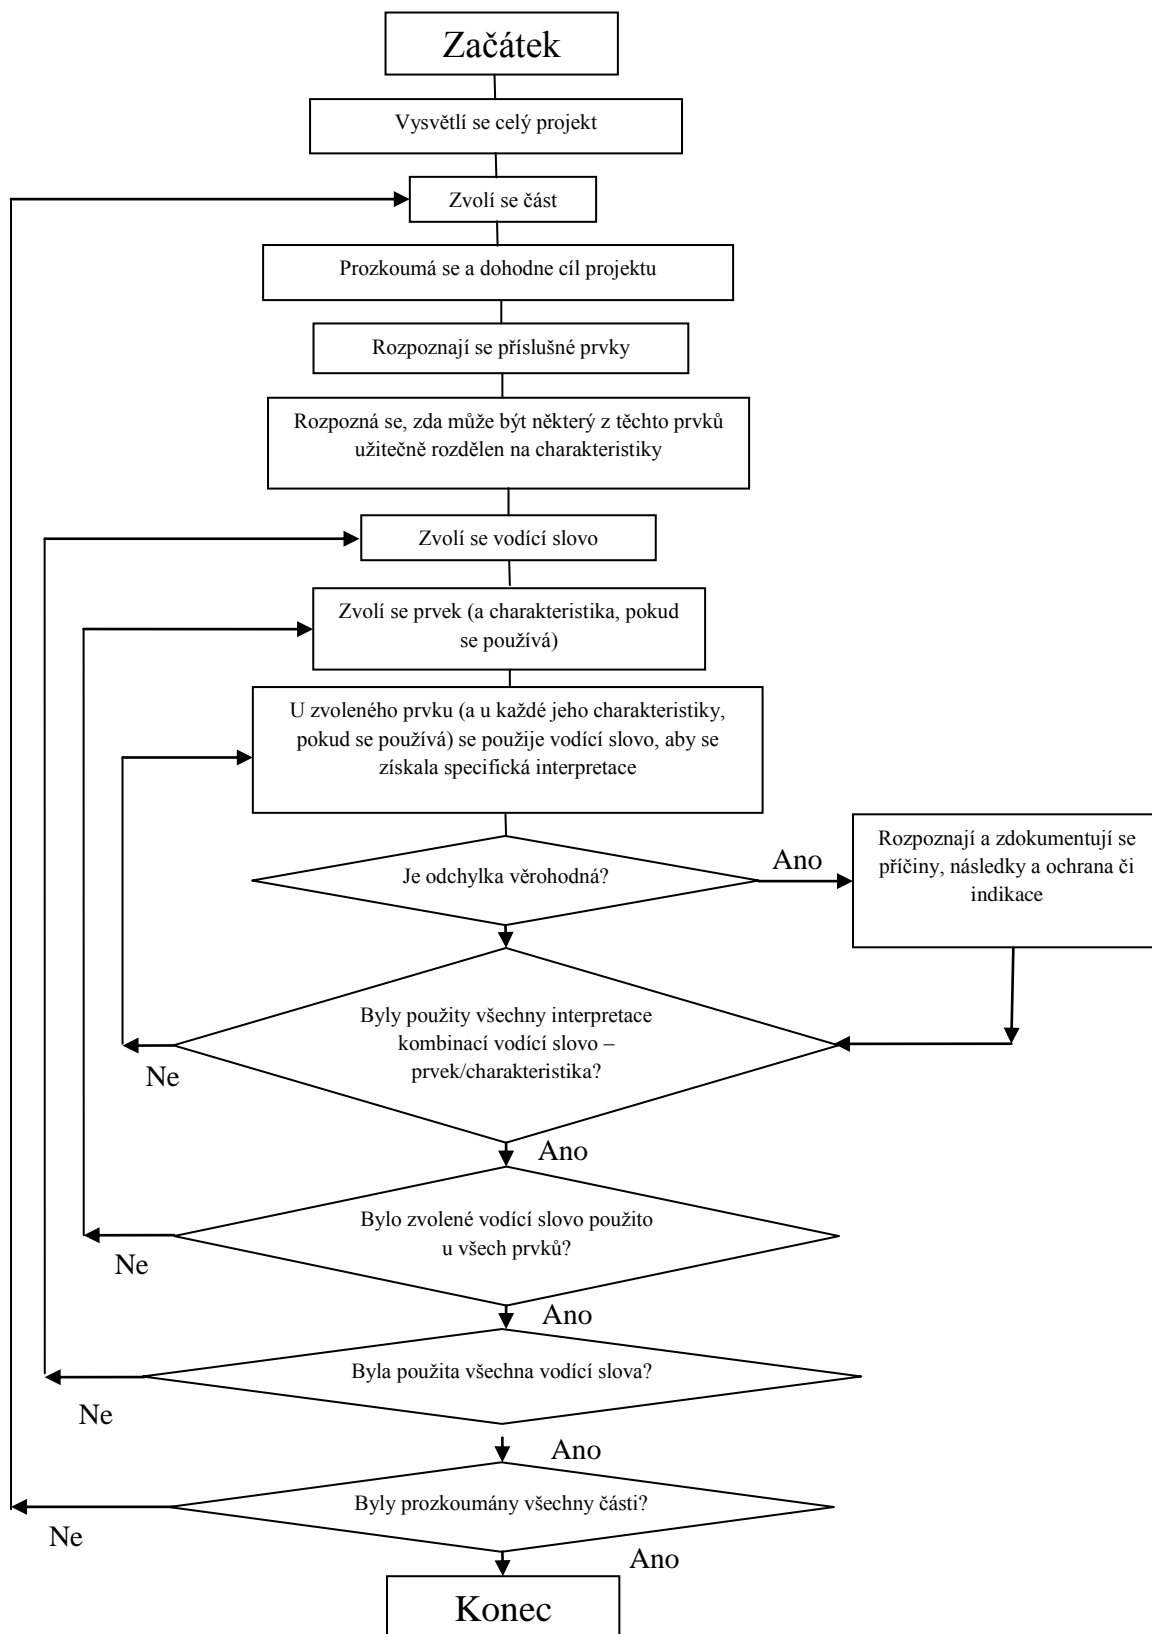 Začátek
Vysvětlí se celý projekt
Zvolí se část
Prozkoumá se a dohodne cíl projektu
Rozpoznají se příslušné prvky
Rozpozná se, zda může být některý z těchto prvků
užitečně rozdělen na charakteristiky
Zvolí se vodící slovo
Zvolí se prvek (a charakteristika, pokud
se používá)
U zvoleného prvku (a u každé jeho charakteristiky,
pokud se používá) se použije vodící slovo, aby se
získala specifická interpretace
Je odchylka věrohodná?
Ano
Rozpoznají a zdokumentují se
příčiny, následky a ochrana či
indikace
Byly použity všechny interpretace
kombinací vodící slovo –
prvek/charakteristika?
Ne
Ano
Bylo zvolené vodící slovo použito
u všech prvků?
Ne
Ano
Byla použita všechna vodící slova?
Ne
Ano
Byly prozkoumány všechny části?
Ne
Ano
Konec